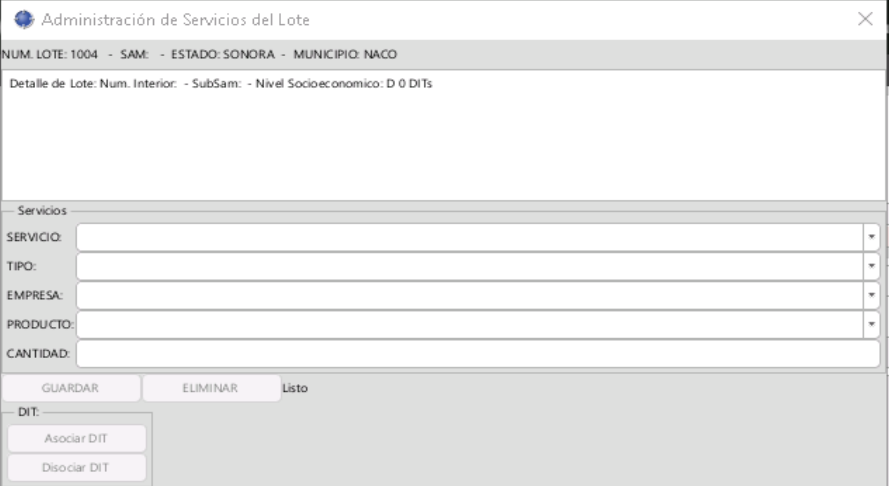 Administración de Servicios del Lote
NUM. LOTE: 1004 - SAM: - ESTADO: SONORA - MUNICIPIO: NACO
Detalle de Lote: Num. Interior: - SubSam: - Nivel Socioeconomico: D 0 DITs
Servicios
SERVICIO:
TIPO:
EMPRESA:
PRODUCTO:
CANTIDAD:
GUARDAR ELIMINAR Listo
DIT:
Asociar DIT
Disociar DIT